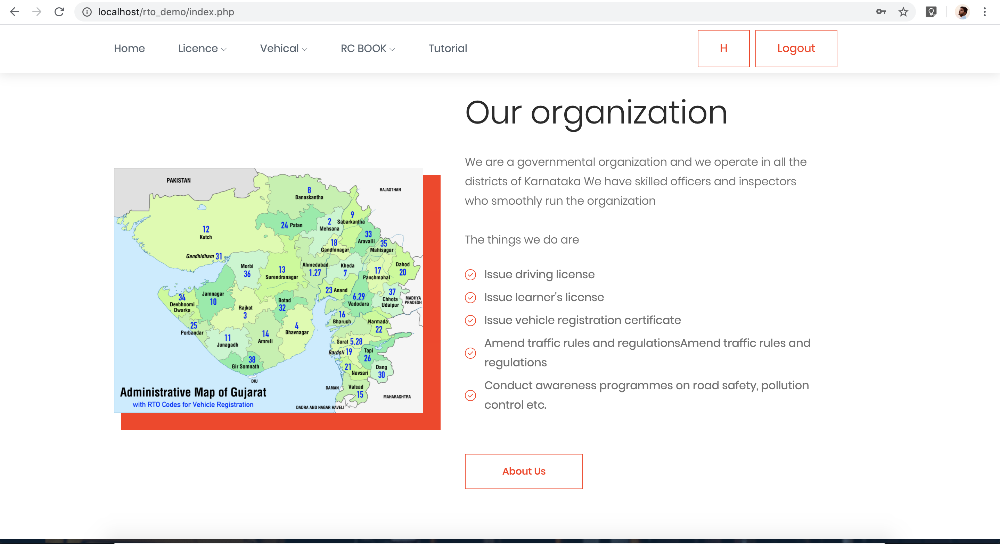 localhost/rto_demo/index.php
Home Licence Vehical RC BOOK Tutorial H Logout
Our organization
We are a governmental organization and we operate in all the
districts of Karnataka We have skilled officers and inspectors
who smoothly run the organization
The things we do are
Issue driving license
Issue learner's license
Issue vehicle registration certificate
Amend traffic rules and regulationsAmend traffic rules and
regulations
Conduct awareness programmes on road safety, pollution
control etc.
About Us
PAKISTAN
RAJASTHAN
8
Banaskantha
9
Sabarkantha
24 Patan
2
Mehsana
12
Kutch
33
Aravalli
35
Mahisagar
18
Gandhinagar
Gandhidham 31
Morbi
36
13
Surendranagar
Ahmedabad
1,27
Kheda
7
17
Panchmahal
Dahod
20
23 Anand
37
Chhota
Udaipur
MADHYA
PRADESH
34
Devbhoomi
Dwarka
Jamnagar
10
Rajkot
3
Botad
32
6,29
Vadodara
16
Bharuch
Narmada
22
25
Porbandar
11
Junagadh
14
Amreli
4
Bhavnagar
Surat 5,28
Bardoli 19
Tapi
26
38
Gir Somnath
21
Navsari
Dang
30
DIU
DAMAN
Valsad
15
MAHARASHTRA
DADRA AND NAGAR HAVELI
Administrative Map of Gujarat
with RTO Codes for Vehicle Registration